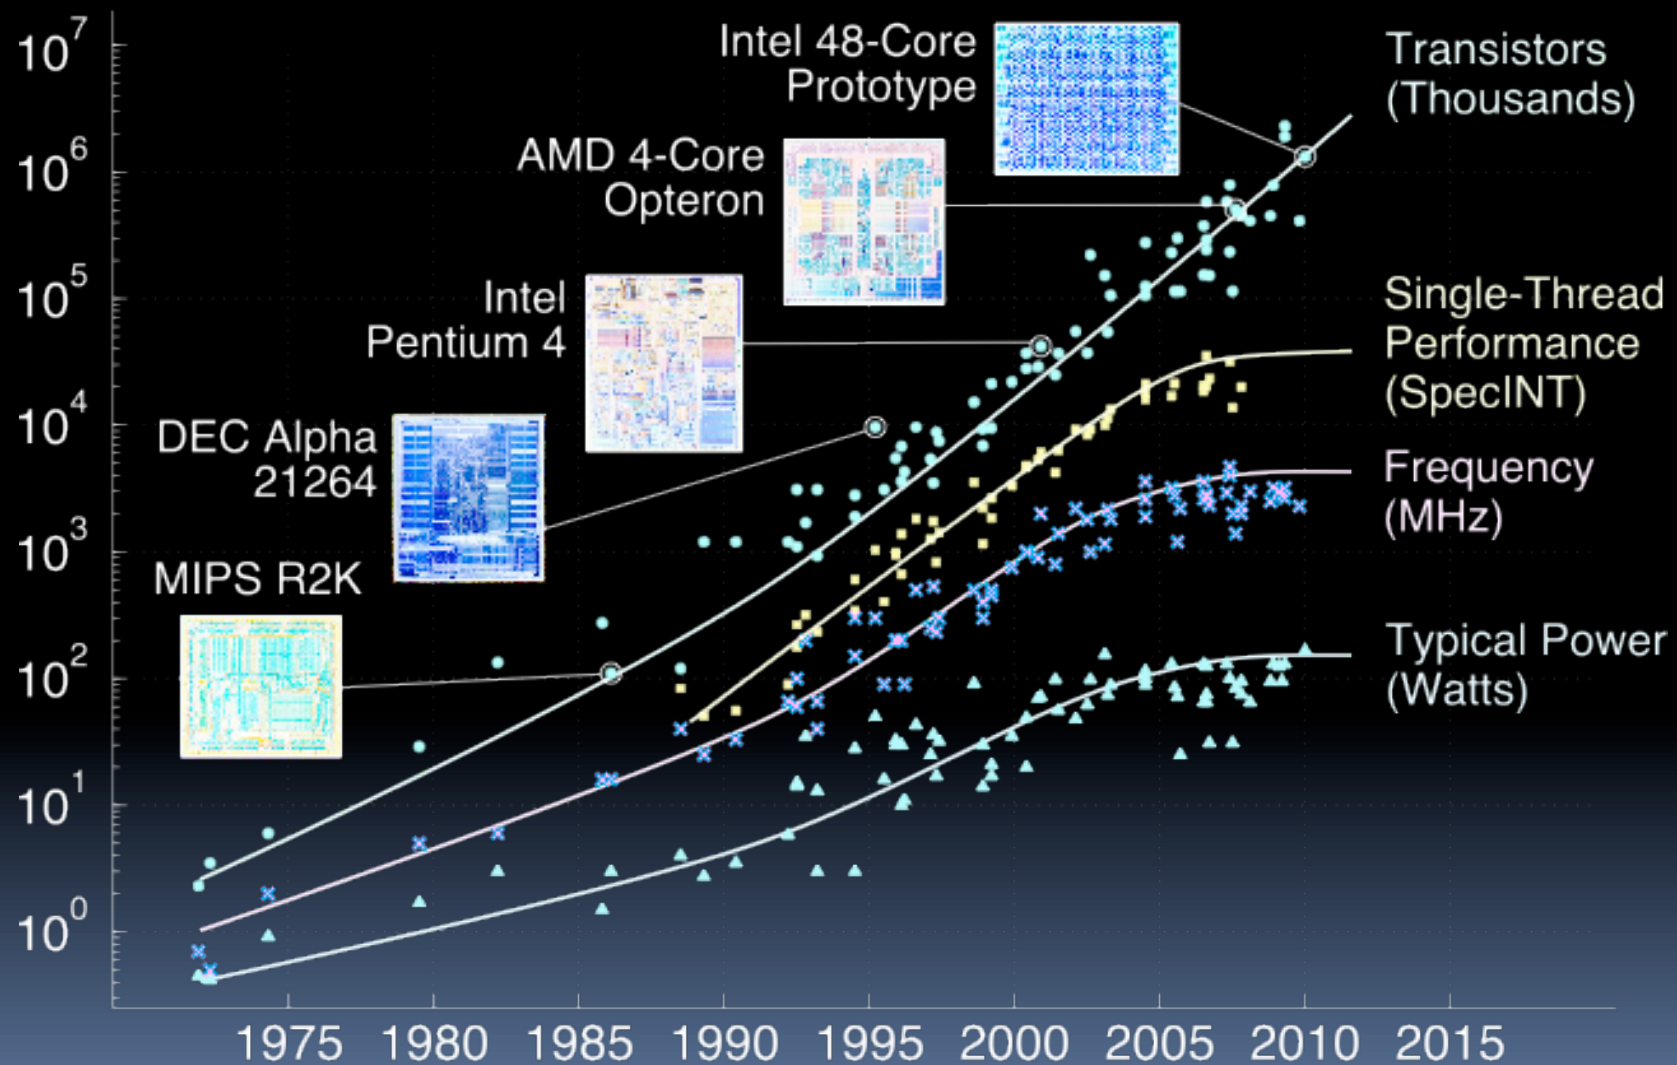 10^7
10^6
10^5
10^4
10^3
10^2
10^1
10^0
Intel 48-Core
Prototype
AMD 4-Core
Opteron
Intel
Pentium 4
DEC Alpha
21264
MIPS R2K
Transistors
(Thousands)
Single-Thread
Performance
(SpecINT)
Frequency
(MHz)
Typical Power
(Watts)
1975 1980 1985 1990 1995 2000 2005 2010 2015